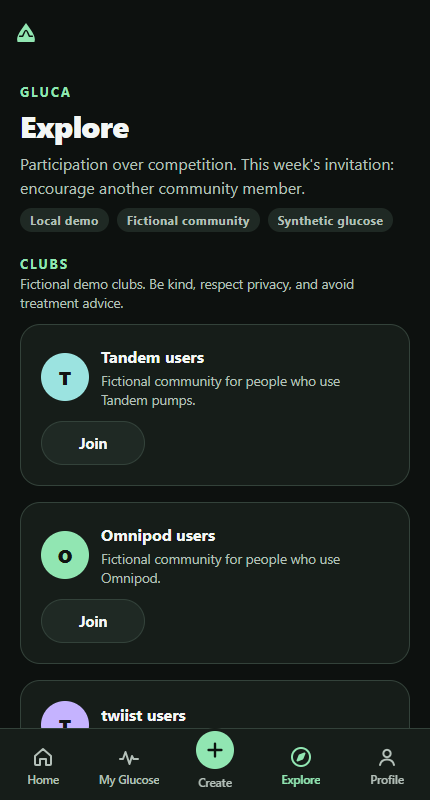 GLUCA
Explore
Participation over competition. This week's invitation:
encourage another community member.
Local demo
Fictional community
Synthetic glucose
CLUBS
Fictional demo clubs. Be kind, respect privacy, and avoid
treatment advice.
T
Tandem users
Fictional community for people who use
Tandem pumps.
Join
O
Omnipod users
Fictional community for people who use
Omnipod.
Join
T
twiist users
Home
My Glucose
Create
Explore
Profile